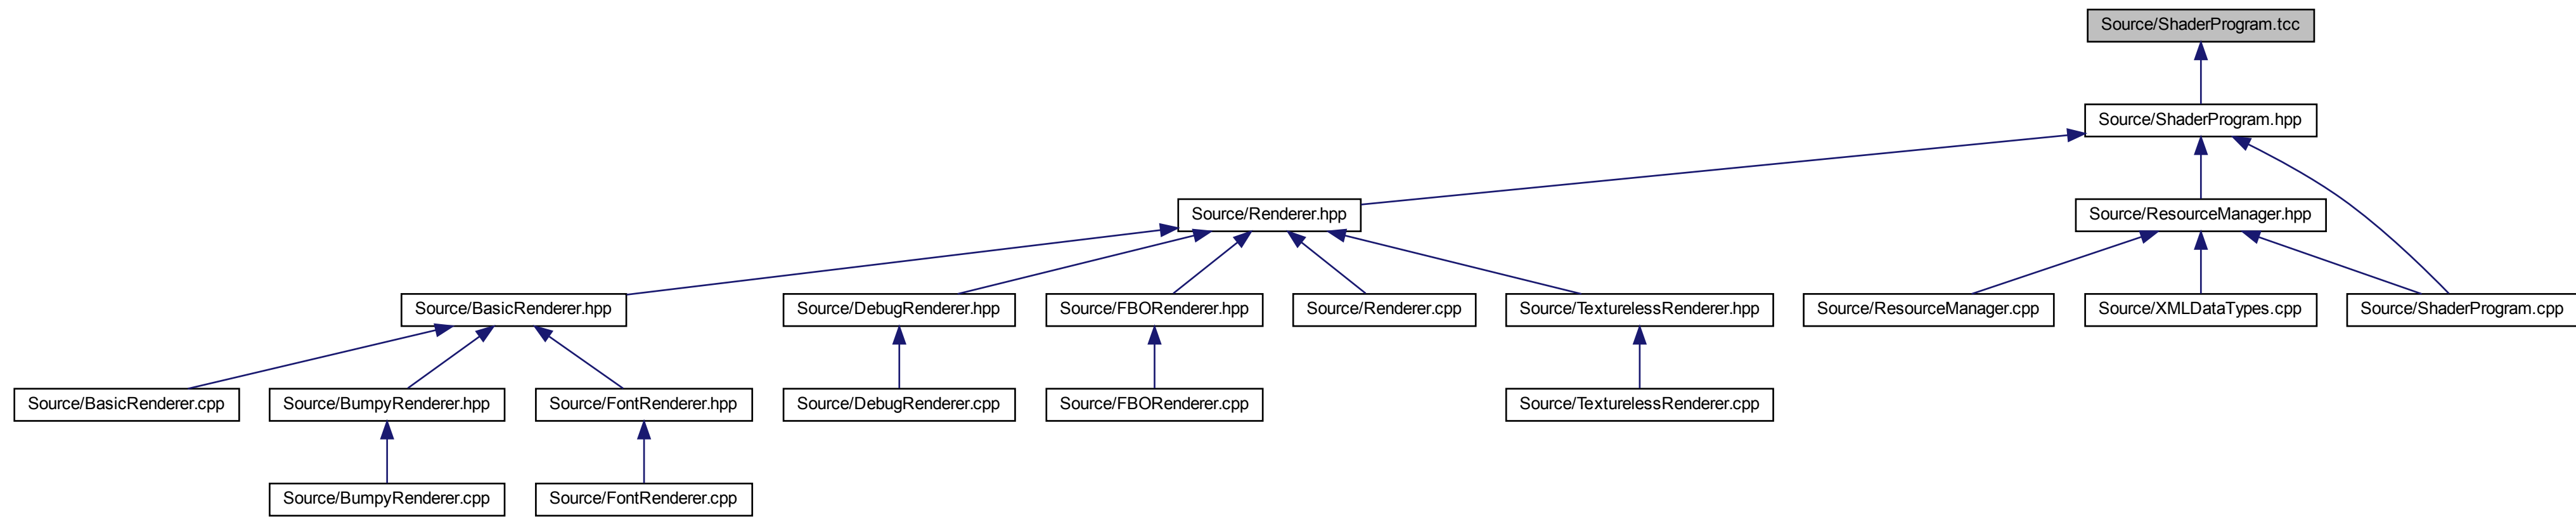 Source/ShaderProgram.tcc
Source/ShaderProgram.hpp
Source/Renderer.hpp
Source/ResourceManager.hpp
Source/BasicRenderer.hpp
Source/DebugRenderer.hpp
Source/FBORenderer.hpp
Source/Renderer.cpp
Source/TexturelessRenderer.hpp
Source/ResourceManager.cpp
Source/XMLDataTypes.cpp
Source/ShaderProgram.cpp
Source/BasicRenderer.cpp
Source/BumpyRenderer.hpp
Source/FontRenderer.hpp
Source/DebugRenderer.cpp
Source/FBORenderer.cpp
Source/TexturelessRenderer.cpp
Source/BumpyRenderer.cpp
Source/FontRenderer.cpp